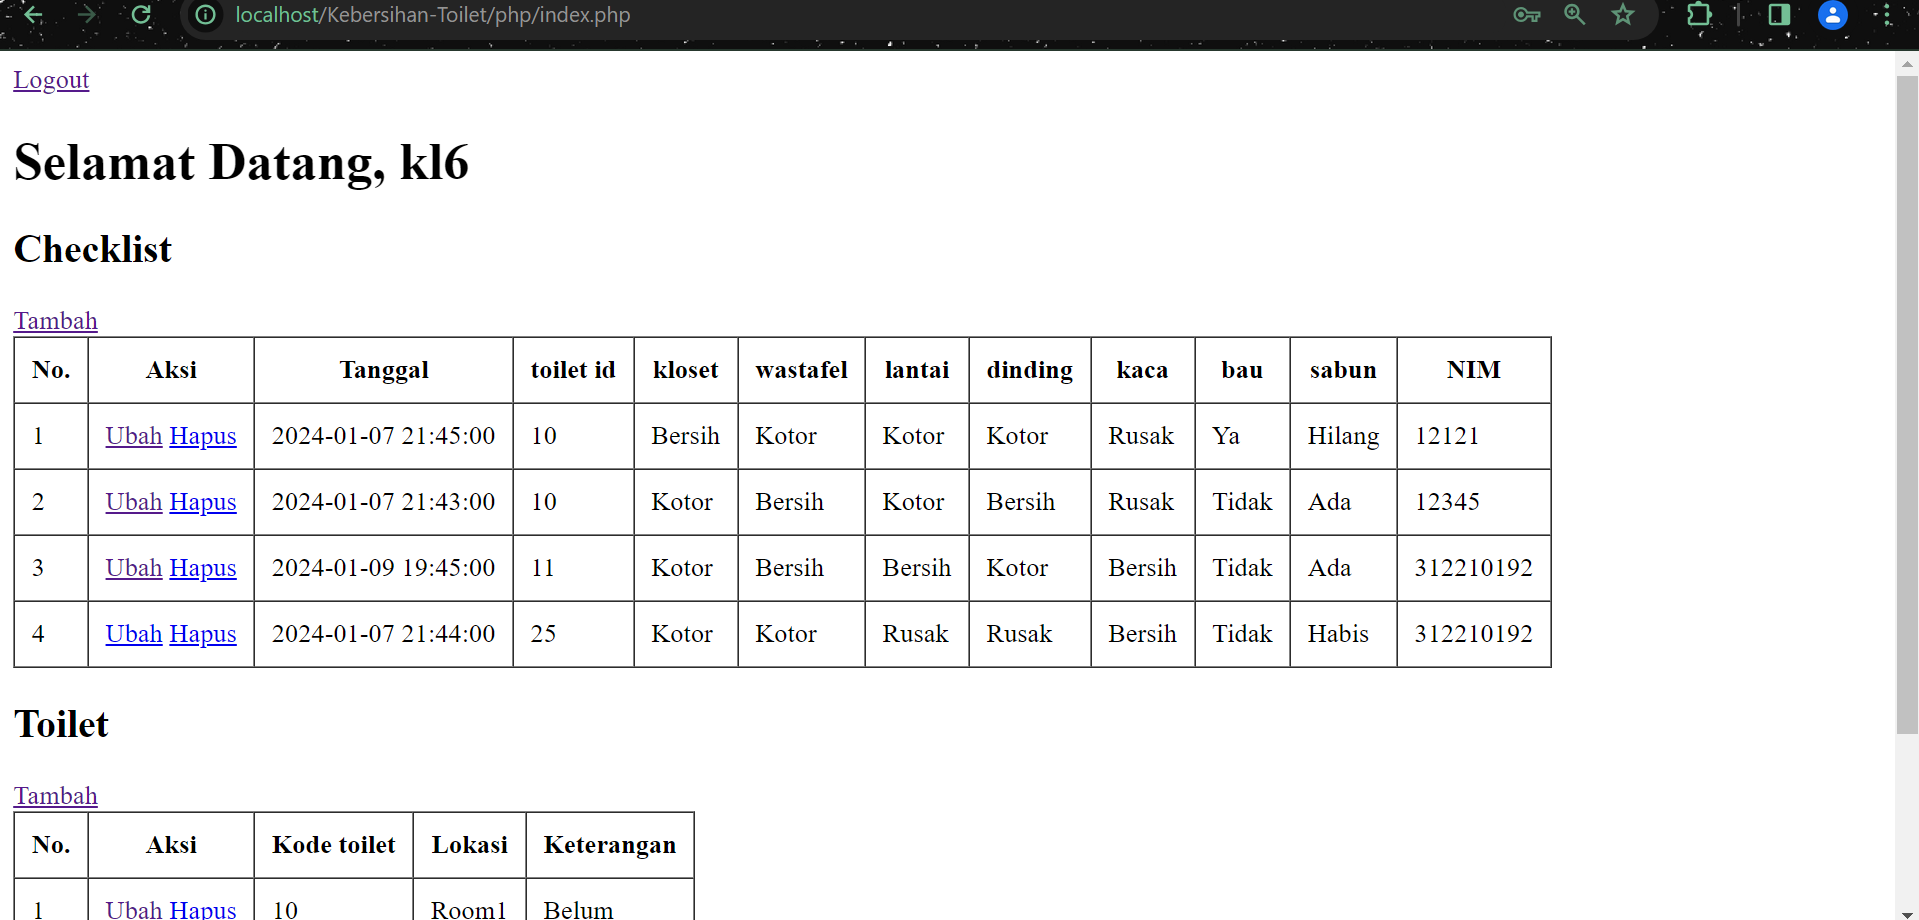 localhost/Kebersihan-Toilet/php/index.php
Logout
Selamat Datang, kl6
Checklist
Tambah
No. Aksi Tanggal toilet id kloset wastafel lantai dinding kaca bau sabun NIM
1 Ubah Hapus 2024-01-07 21:45:00 10 Bersih Kotor Kotor Kotor Rusak Ya Hilang 12121
2 Ubah Hapus 2024-01-07 21:43:00 10 Kotor Bersih Kotor Bersih Rusak Tidak Ada 12345
3 Ubah Hapus 2024-01-09 19:45:00 11 Kotor Bersih Bersih Kotor Bersih Tidak Ada 312210192
4 Ubah Hapus 2024-01-07 21:44:00 25 Kotor Kotor Rusak Rusak Bersih Tidak Habis 312210192
Toilet
Tambah
No. Aksi Kode toilet Lokasi Keterangan
1 Ubah Hapus 10 Room1 Belum